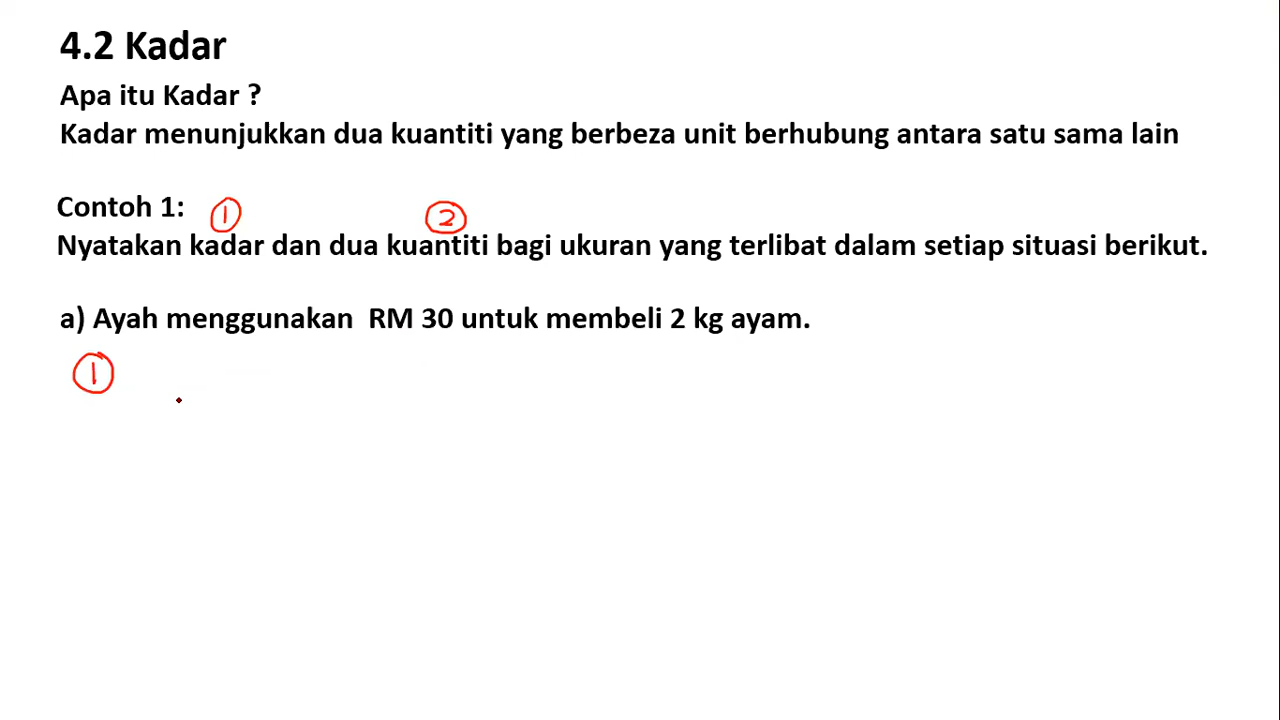 4.2 Kadar
Apa itu Kadar ?
Kadar menunjukkan dua kuantiti yang berbeza unit berhubung antara satu sama lain
Contoh 1:
① ②
Nyatakan kadar dan dua kuantiti bagi ukuran yang terlibat dalam setiap situasi berikut.
a) Ayah menggunakan RM 30 untuk membeli 2 kg ayam.
①